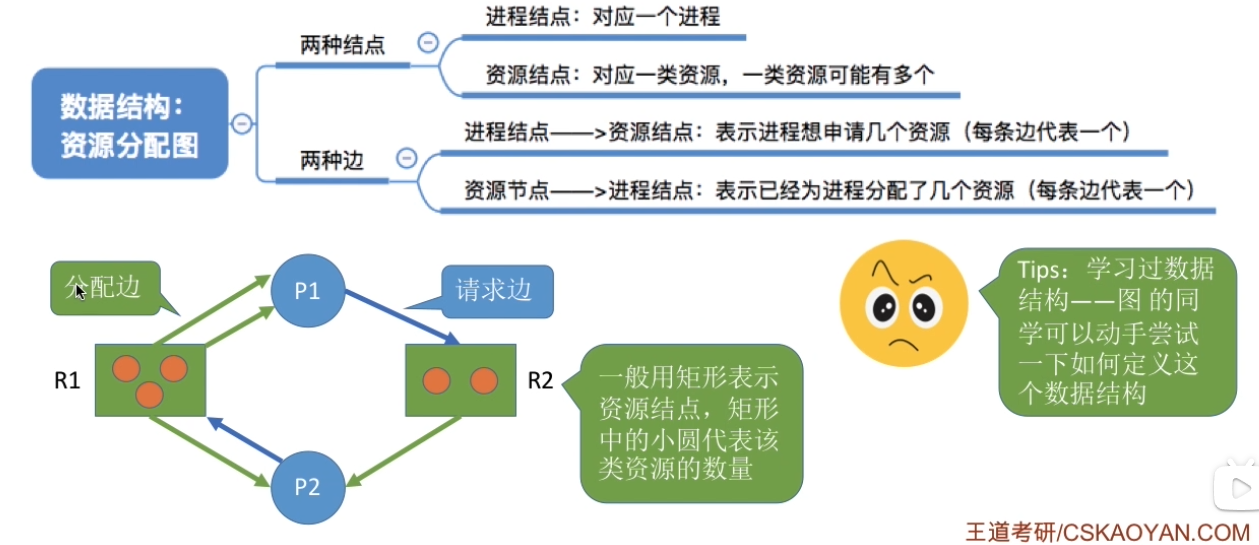 进程结点：对应一个进程
两种结点
资源结点：对应一类资源，一类资源可能有多个
数据结构：
资源分配图
进程结点——>资源结点：表示进程想申请几个资源（每条边代表一个）
两种边
资源节点——>进程结点：表示已经为进程分配了几个资源（每条边代表一个）
分配边
P1
请求边
R1
R2
P2
一般用矩形表示
资源结点，矩形
中的小圆代表该
类资源的数量
Tips：学习过数据
结构——图 的同
学可以动手尝试
一下如何定义这
个数据结构
王道考研/CSKAOYAN.COM